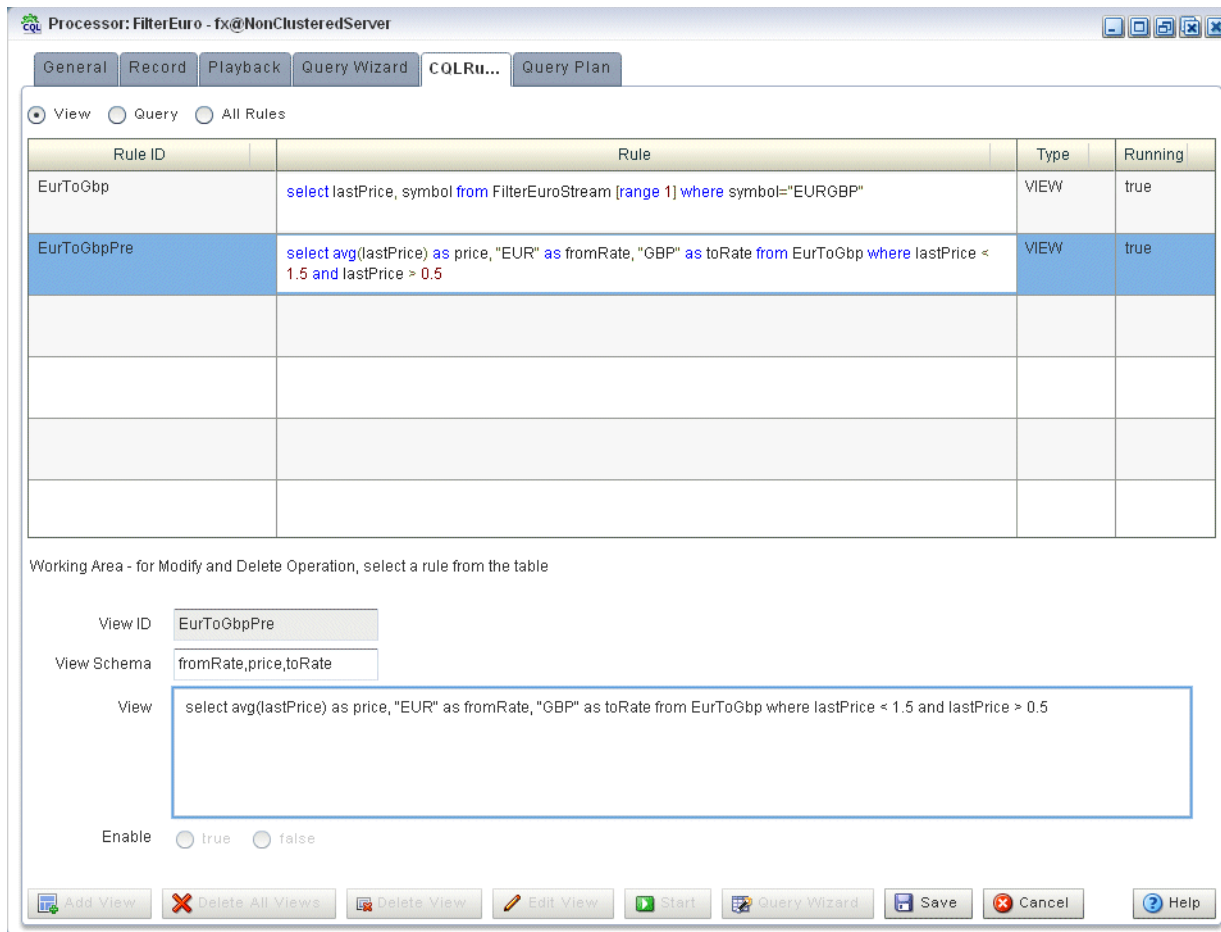 CQL Processor: FilterEuro - fx@NonClusteredServer
General Record Playback Query Wizard CQLRu... Query Plan
View Query All Rules
Rule ID Rule Type Running
EurToGbp select lastPrice, symbol from FilterEuroStream [range 1] where symbol="EURGBP" VIEW true
EurToGbpPre select avg(lastPrice) as price, "EUR" as fromRate, "GBP" as toRate from EurToGbp where lastPrice < VIEW true
1.5 and lastPrice > 0.5
Working Area - for Modify and Delete Operation, select a rule from the table
View ID EurToGbpPre
View Schema fromRate,price,toRate
View select avg(lastPrice) as price, "EUR" as fromRate, "GBP" as toRate from EurToGbp where lastPrice < 1.5 and lastPrice > 0.5
Enable true false
Add View Delete All Views Delete View Edit View Start Query Wizard Save Cancel Help